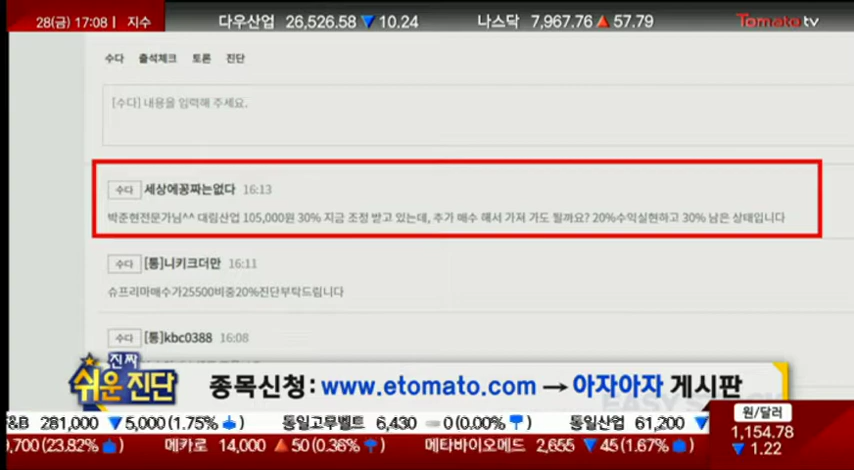 28(금) 17:08 | 지수 다우산업 26,526.58 ▼ 10.24 나스닥 7,967.76 ▲ 57.79 Tomato tv
수다 출석체크 토론 진단
[수다] 내용을 입력해 주세요.
수다 세상에꽁짜는없다 16:13
박준현전문가님^^ 대림산업 105,000원 30% 지금 조정 받고 있는데, 추가 매수 해서 가져 가도 될까요? 20%수익실현하고 30% 남은 상태입니다
수다 [통]니키크더만 16:11
슈프리마매수가25500비중20%진단부탁드립니다
수다 [통]kbc0388 16:08
진짜
쉬운 진단
종목신청: www.etomato.com → 아자아자 게시판
F&B 281,000 ▼ 5,000 (1.75% 통일고루벨트 6,430 0 (0.00% 통일산업 61,200 ▼
원/달러
1,154.78
▼ 1.22
9,700 (23.82% 메카로 14,000 ▲ 50 (0.36% 메타바이오메드 2,655 ▼ 45 (1.67%